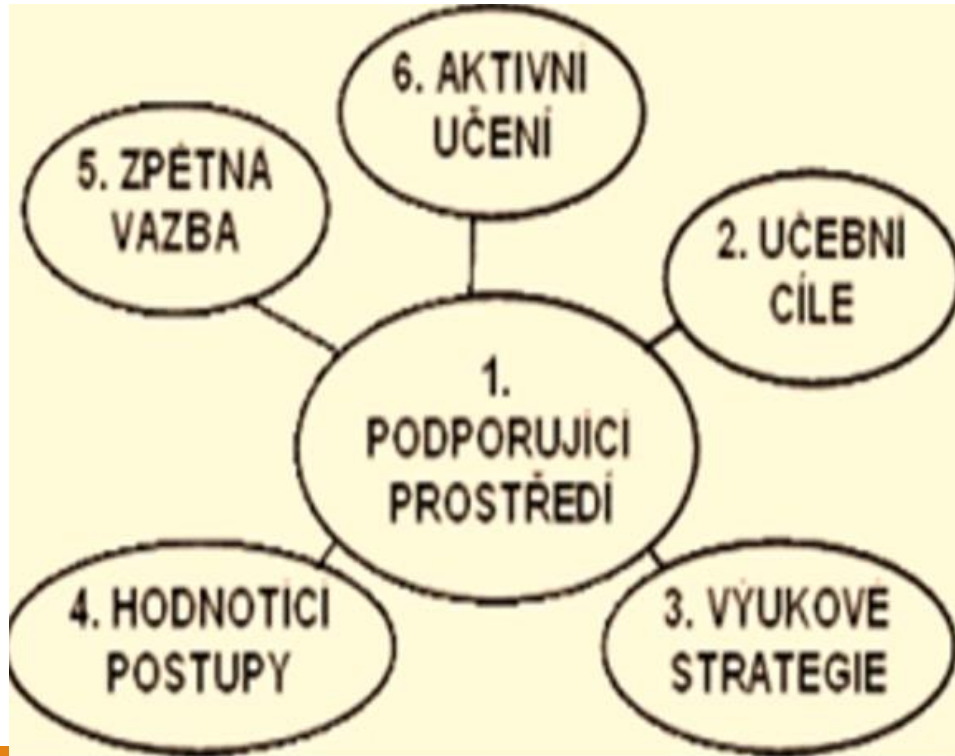 1.
PODPORUJÍCÍ
PROSTŘEDÍ
2. UČEBNÍ
CÍLE
3. VÝUKOVÉ
STRATEGIE
4. HODNOTÍCÍ
POSTUPY
5. ZPĚTNÁ
VAZBA
6. AKTIVNÍ
UČENÍ